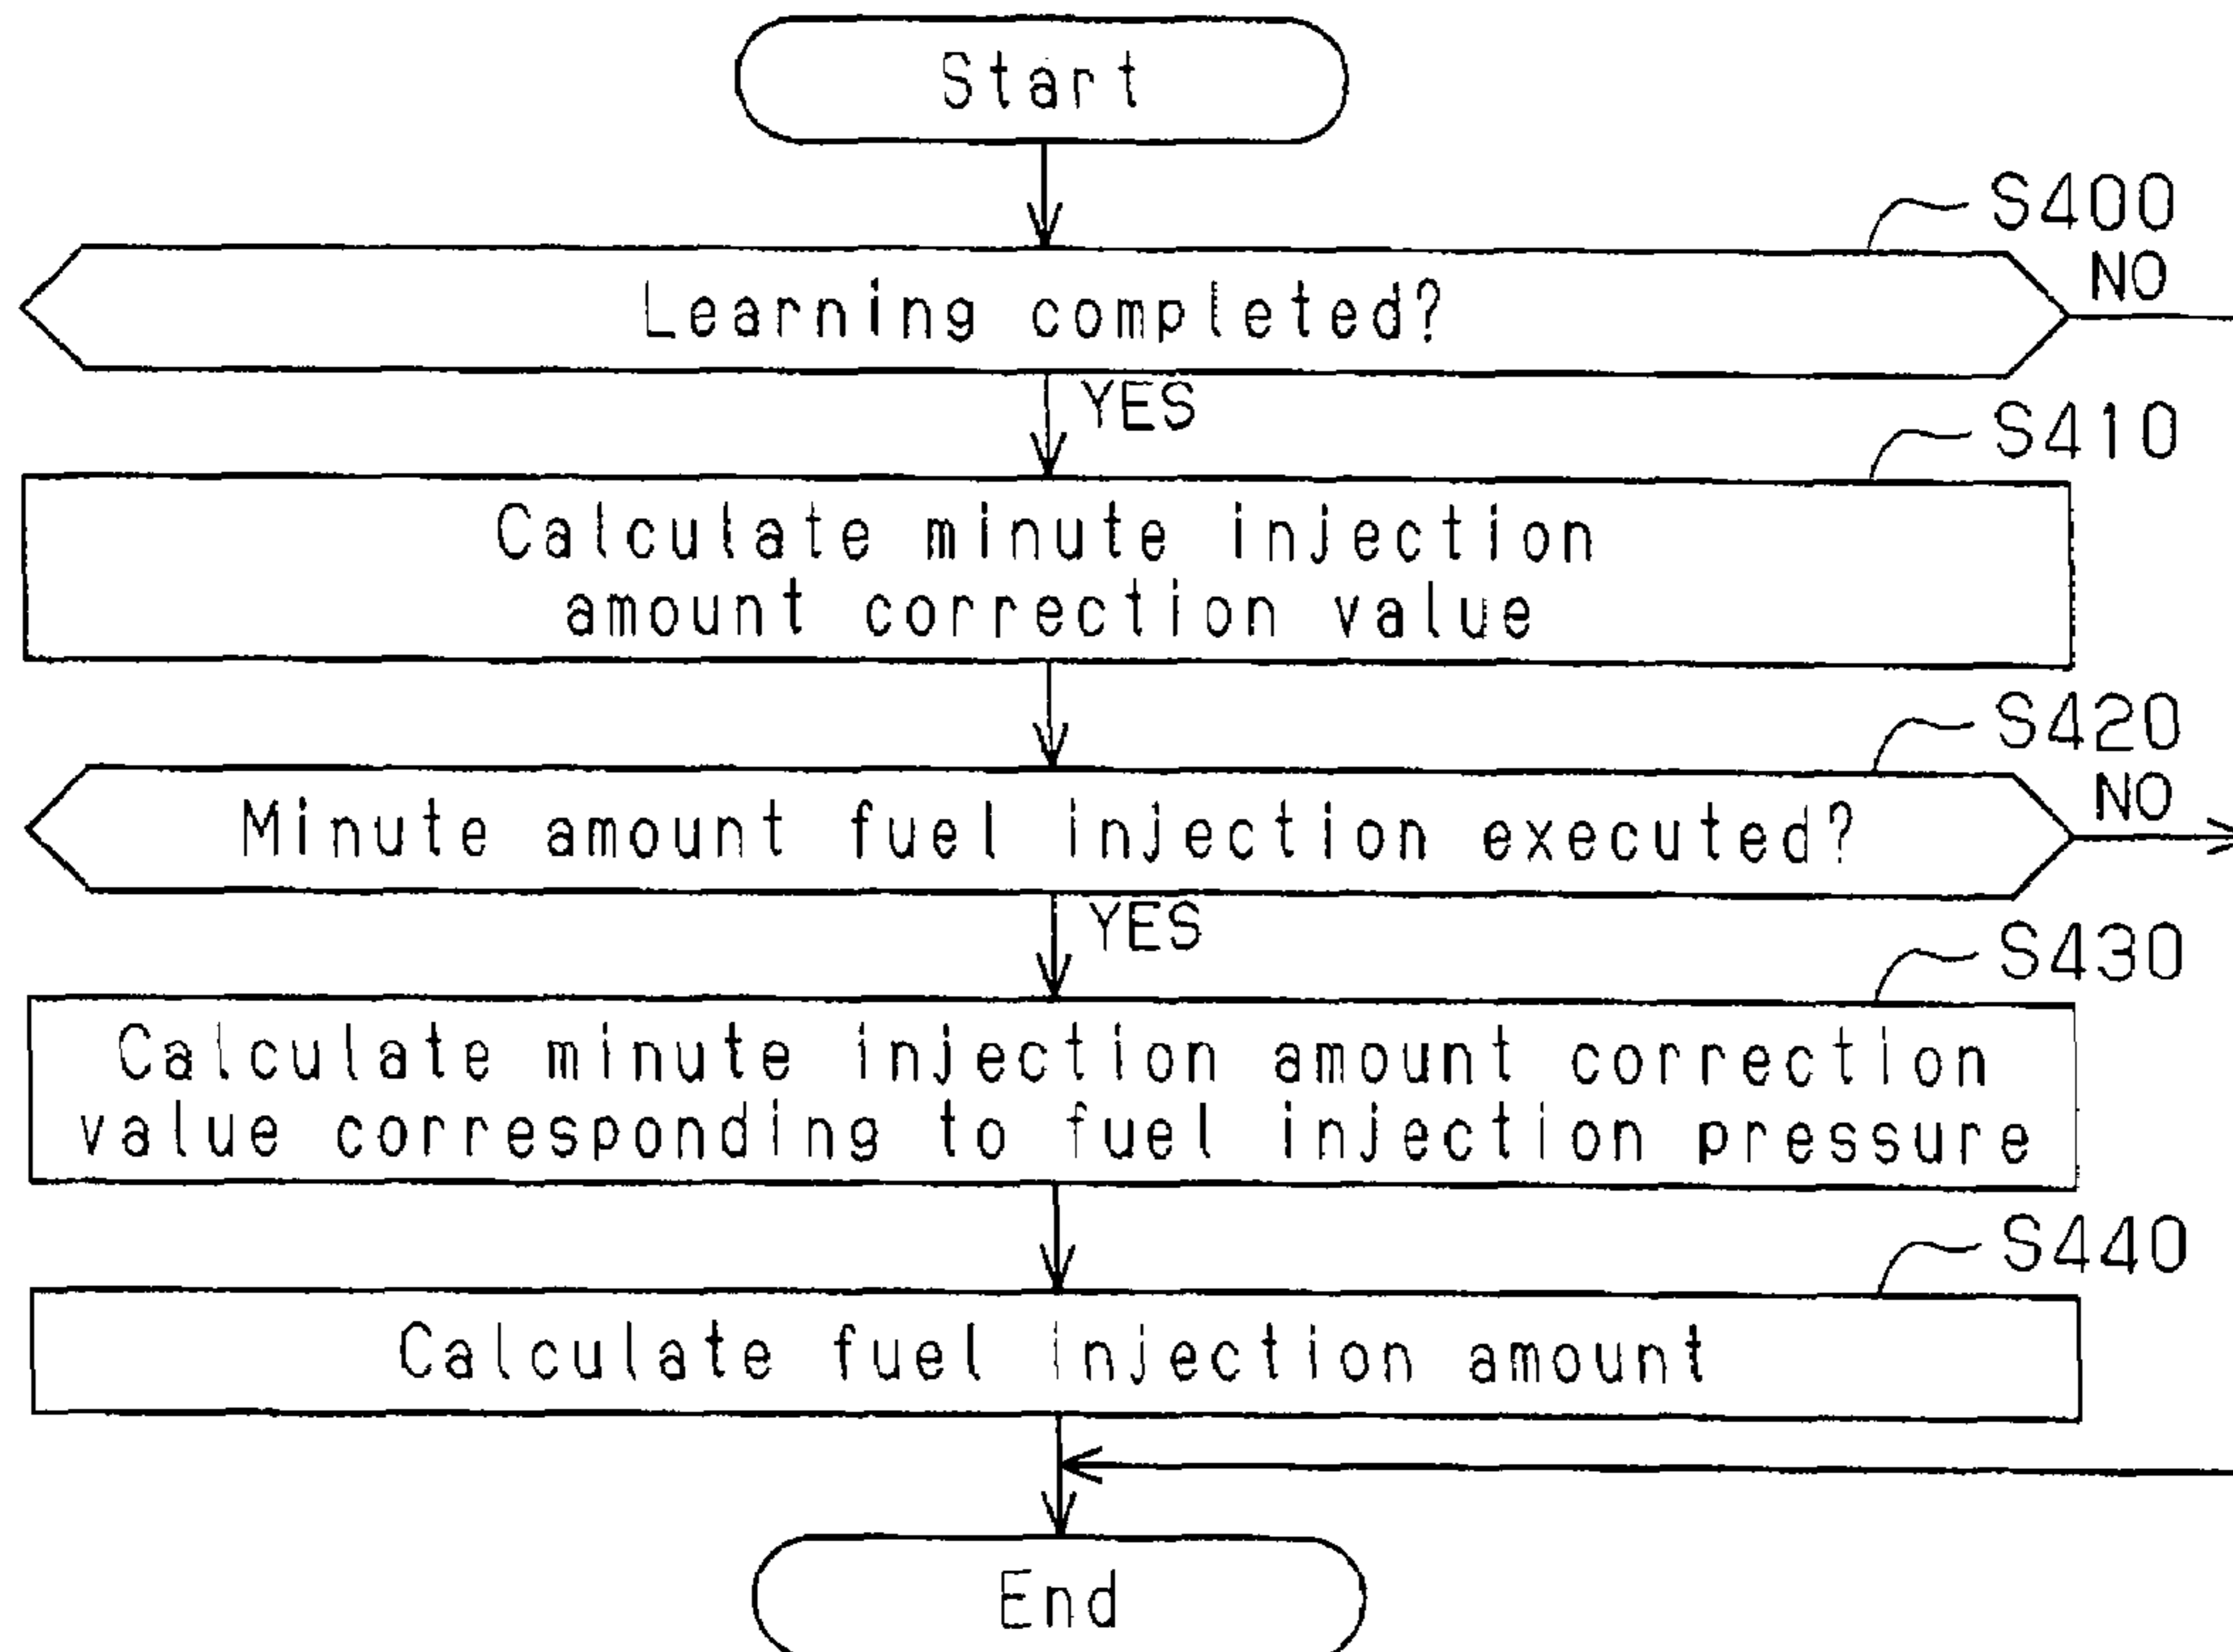 Start
S400
Learning completed?
NO
YES
S410
Calculate minute injection
amount correction value
S420
Minute amount fuel injection executed?
NO
YES
S430
Calculate minute injection amount correction
value corresponding to fuel injection pressure
S440
Calculate fuel injection amount
End